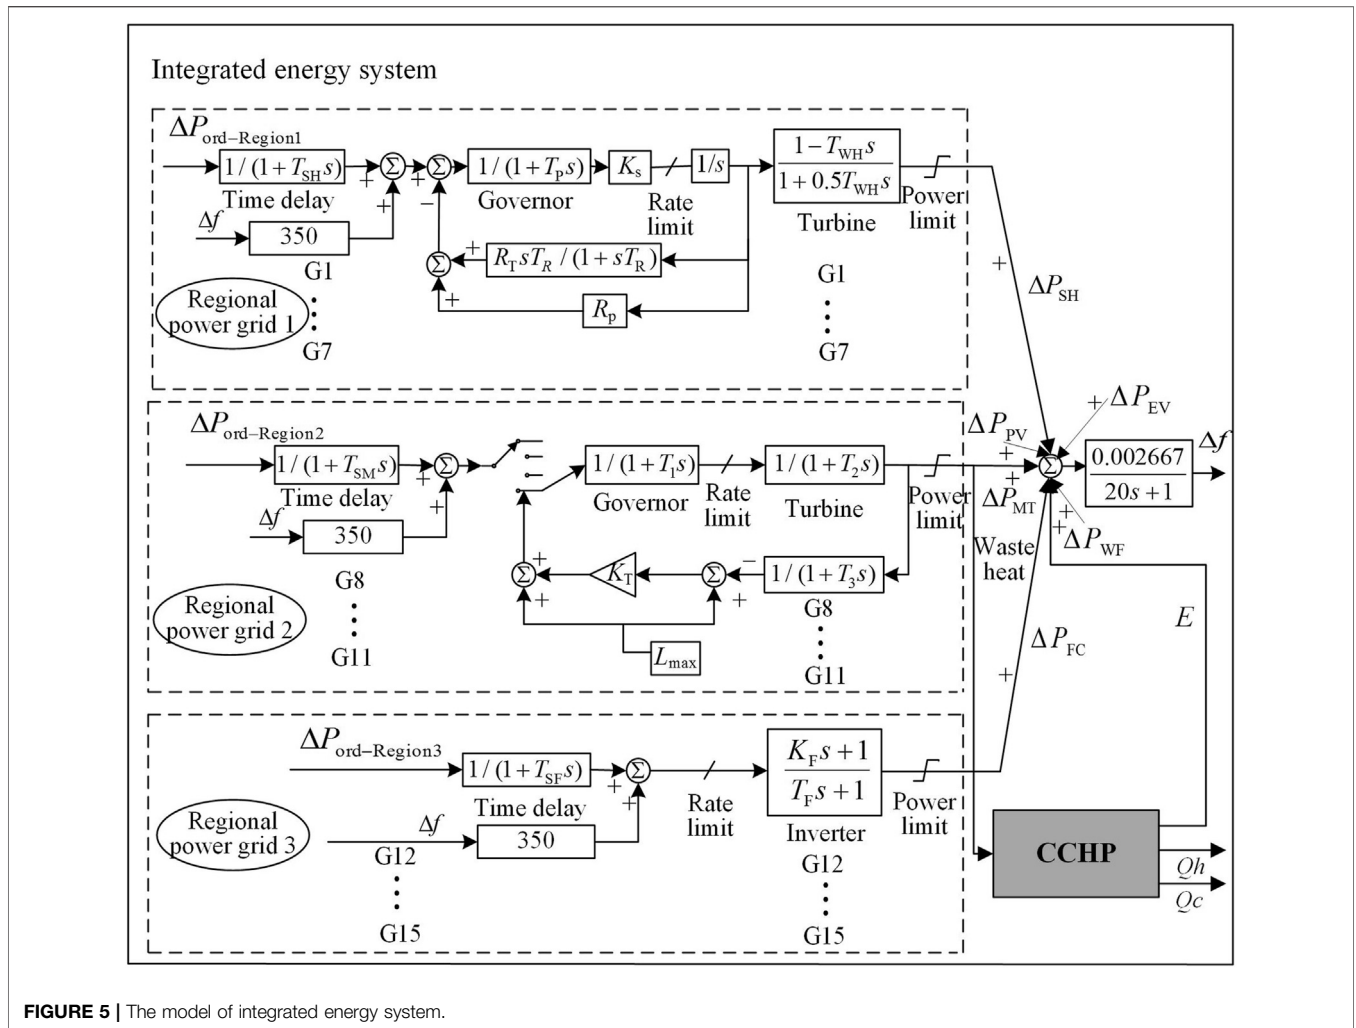 Integrated energy system
ΔP_ord–Region1
1/(1+T_SH s)
Time delay
Δf
350
G1
G7
Regional
power grid 1
Σ
Σ
+
+
+
−
1/(1+T_P s)
Governor
K_s
Rate
limit
1/s
1−T_WH s
1+0.5T_WH s
Turbine
Power
limit
Σ
+
R_T sT_R/(1+sT_R)
+
R_p
G1
G7
+
ΔP_SH
ΔP_ord–Region2
1/(1+T_SM s)
Time delay
Δf
350
Σ
+
+
G8
G11
Regional
power grid 2
1/(1+T_1 s)
Governor
Rate
limit
1/(1+T_2 s)
Turbine
Power
limit
Σ
+
+
K_T
Σ
−
+
1/(1+T_3 s)
L_max
G8
G11
ΔP_PV
+
+ ΔP_EV
Σ
+
ΔP_MT
+
+
ΔP_WF
0.002667
20s+1
Δf
Waste
heat
E
ΔP_FC
+
ΔP_ord–Region3
1/(1+T_SF s)
Time delay
Δf
350
Σ
+
+
G12
G15
Regional
power grid 3
Rate
limit
K_F s+1
T_F s+1
Inverter
Power
limit
G12
G15
CCHP
Qh
Qc
FIGURE 5 | The model of integrated energy system.